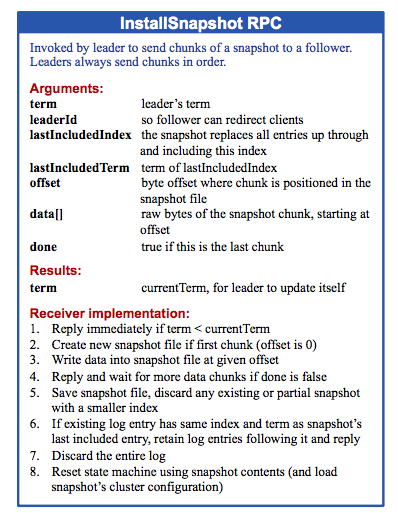 InstallSnapshot RPC
Invoked by leader to send chunks of a snapshot to a follower.
Leaders always send chunks in order.
Arguments:
term leader's term
leaderId so follower can redirect clients
lastIncludedIndex the snapshot replaces all entries up through
and including this index
lastIncludedTerm term of lastIncludedIndex
offset byte offset where chunk is positioned in the
snapshot file
data[] raw bytes of the snapshot chunk, starting at
offset
done true if this is the last chunk
Results:
term currentTerm, for leader to update itself
Receiver implementation:
1. Reply immediately if term < currentTerm
2. Create new snapshot file if first chunk (offset is 0)
3. Write data into snapshot file at given offset
4. Reply and wait for more data chunks if done is false
5. Save snapshot file, discard any existing or partial snapshot
with a smaller index
6. If existing log entry has same index and term as snapshot's
last included entry, retain log entries following it and reply
7. Discard the entire log
8. Reset state machine using snapshot contents (and load
snapshot's cluster configuration)